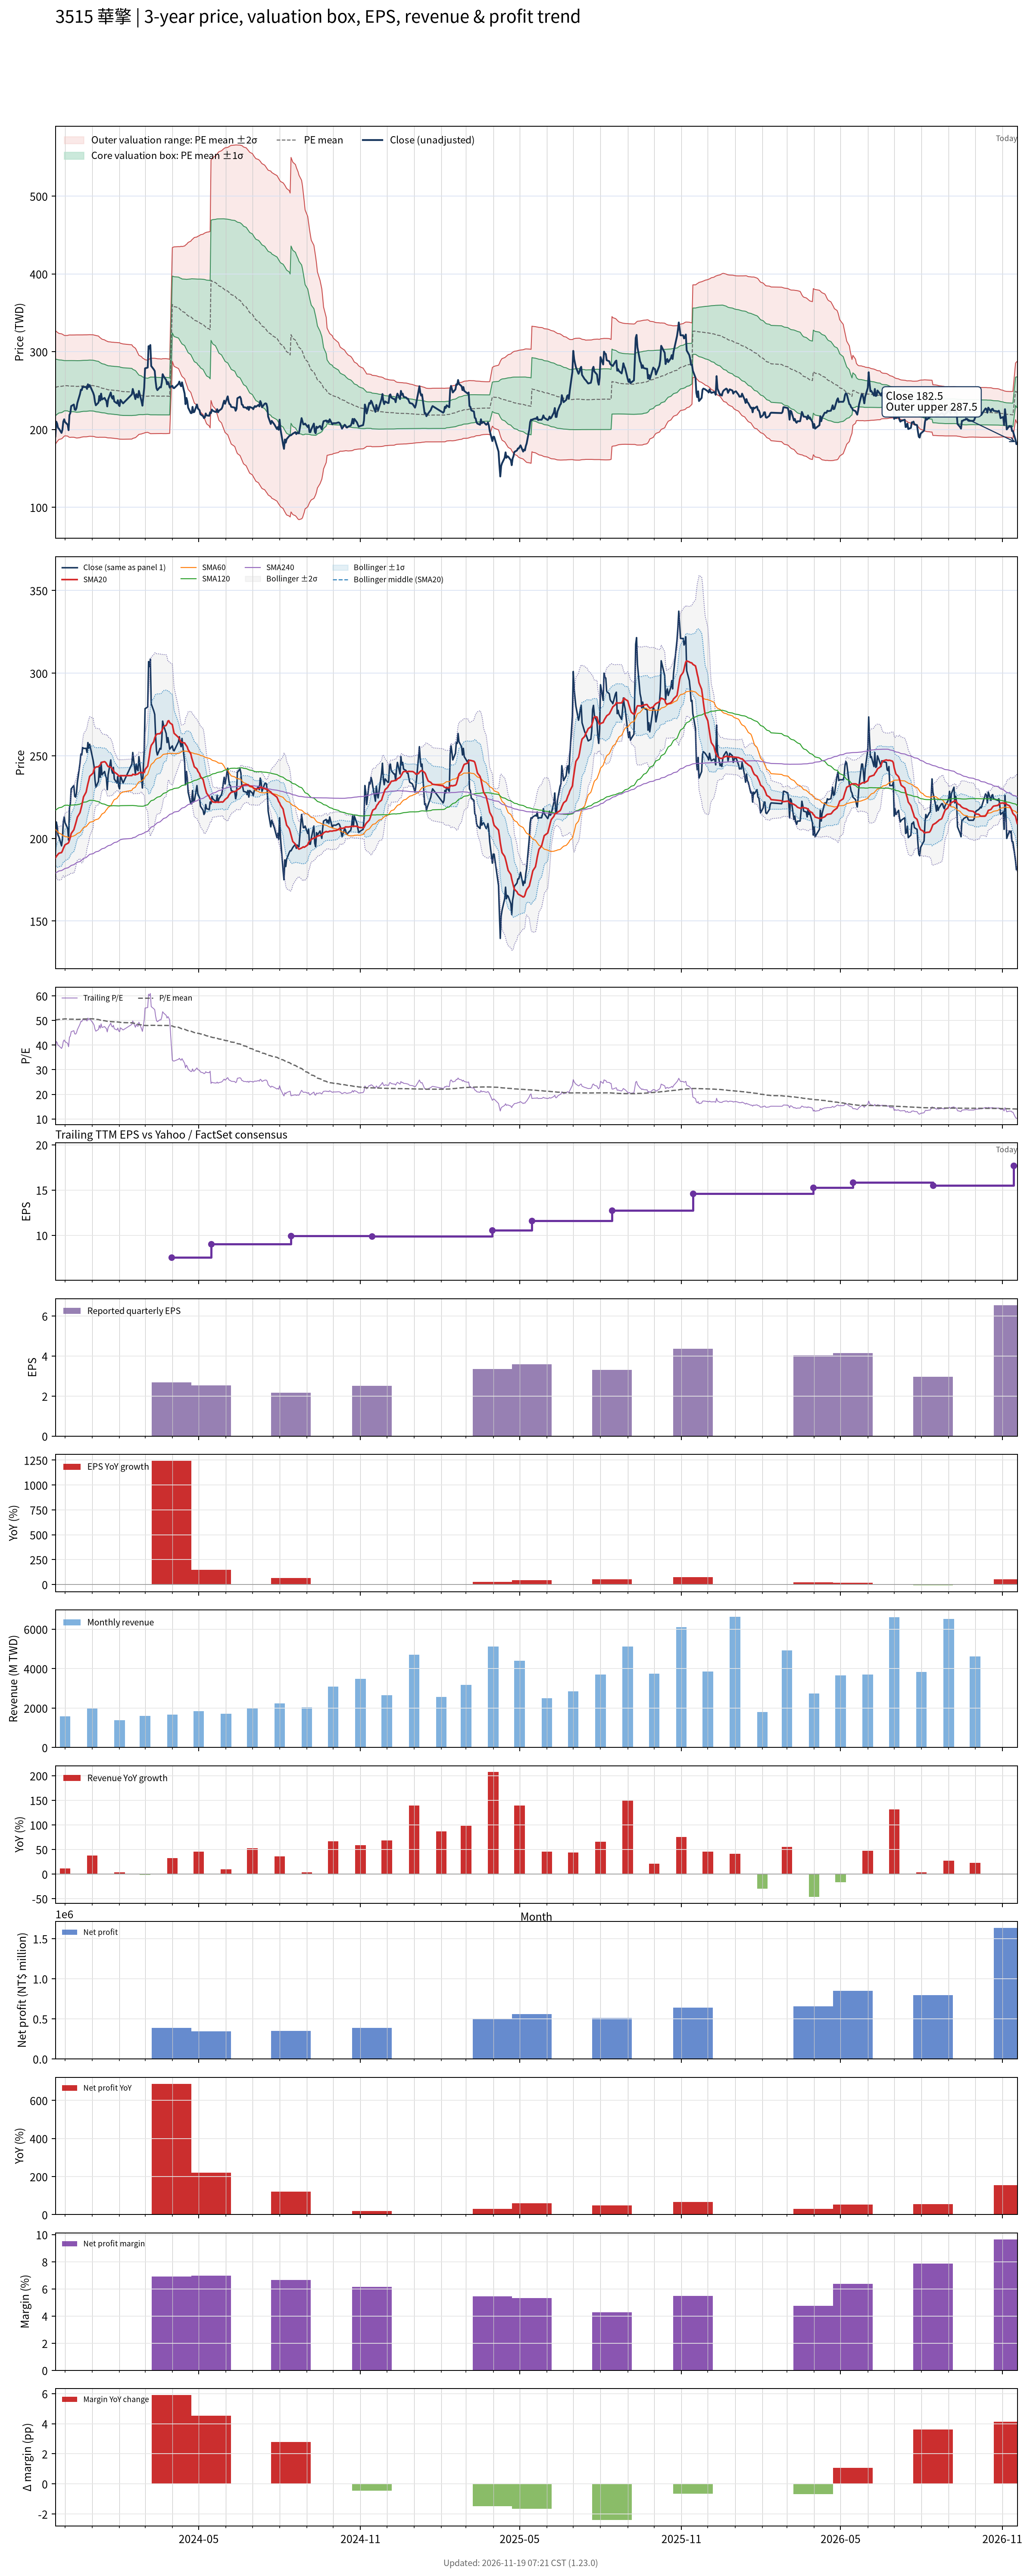 3515 華擎 | 3-year price, valuation box, EPS, revenue & profit trend
Outer valuation range: PE mean ±2σ
Core valuation box: PE mean ±1σ
PE mean
Close (unadjusted)
Today
500
400
300
200
100
Price (TWD)
Close 182.5
Outer upper 287.5
Close (same as panel 1)
SMA20
SMA60
SMA120
SMA240
Bollinger ±2σ
Bollinger ±1σ
Bollinger middle (SMA20)
350
300
250
200
150
Price
Trailing P/E
P/E mean
60
50
40
30
20
10
P/E
Trailing TTM EPS vs Yahoo / FactSet consensus
Today
20
15
10
EPS
Reported quarterly EPS
6
4
2
0
EPS
EPS YoY growth
1250
1000
750
500
250
0
YoY (%)
Monthly revenue
6000
4000
2000
0
Revenue (M TWD)
Revenue YoY growth
200
150
100
50
0
-50
YoY (%)
Month
1e6
Net profit
1.5
1.0
0.5
0.0
Net profit (NT$ million)
Net profit YoY
600
400
200
0
YoY (%)
Net profit margin
10
8
6
4
2
0
Margin (%)
Margin YoY change
6
4
2
0
-2
Δ margin (pp)
2024-05
2024-11
2025-05
2025-11
2026-05
2026-11
Updated: 2026-11-19 07:21 CST (1.23.0)